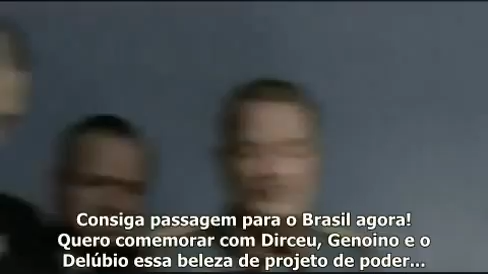 Consiga passagem para o Brasil agora!
Quero comemorar com Dirceu, Genoino e o
Delúbio essa beleza de projeto de poder...